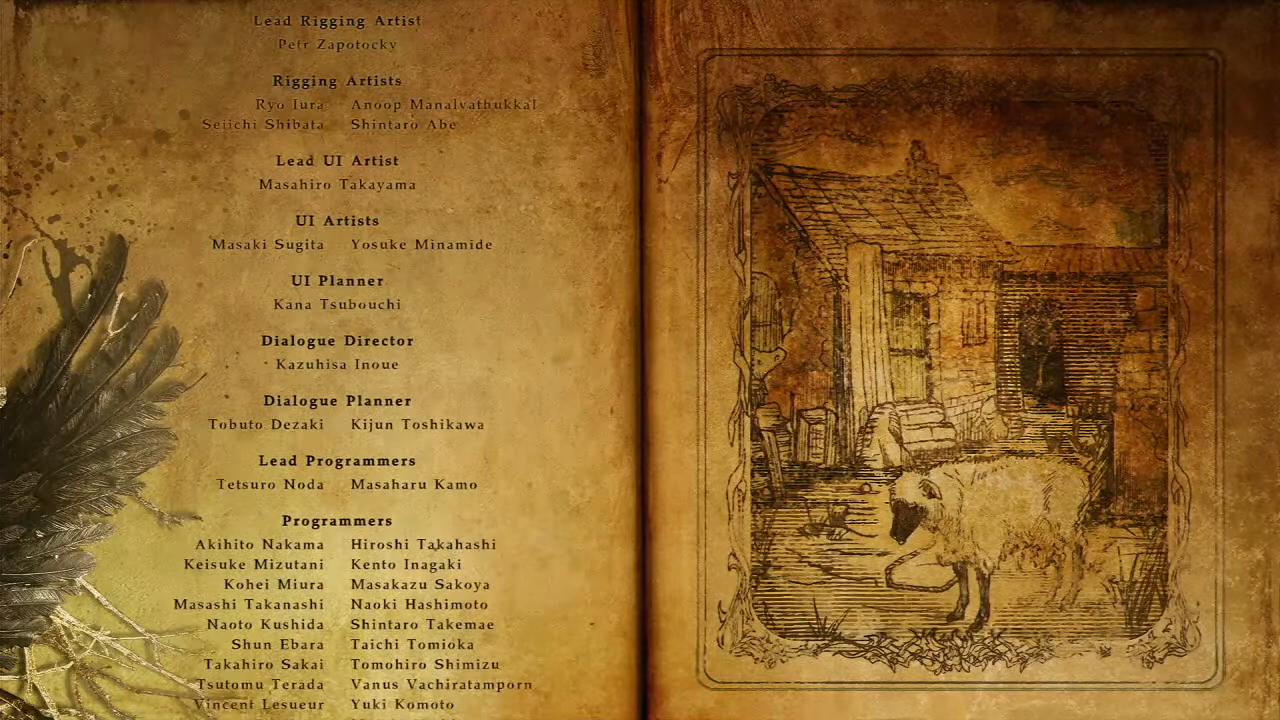 Lead Rigging Artist
Petr Zapotocky
Rigging Artists
Ryo Iura Anoop Manalvathukkal
Seiichi Shibata Shintaro Abe
Lead UI Artist
Masahiro Takayama
UI Artists
Masaki Sugita Yosuke Minamide
UI Planner
Kana Tsubouchi
Dialogue Director
Kazuhisa Inoue
Dialogue Planner
Tobuto Dezaki Kijun Toshikawa
Lead Programmers
Tetsuro Noda Masaharu Kamo
Programmers
Akihito Nakama Hiroshi Takahashi
Keisuke Mizutani Kento Inagaki
Kohei Miura Masakazu Sakoya
Masashi Takanashi Naoki Hashimoto
Naoto Kushida Shintaro Takemae
Shun Ebara Taichi Tomioka
Takahiro Sakai Tomohiro Shimizu
Tsutomu Terada Vanus Vachiratamporn
Vincent Lesueur Yuki Komoto